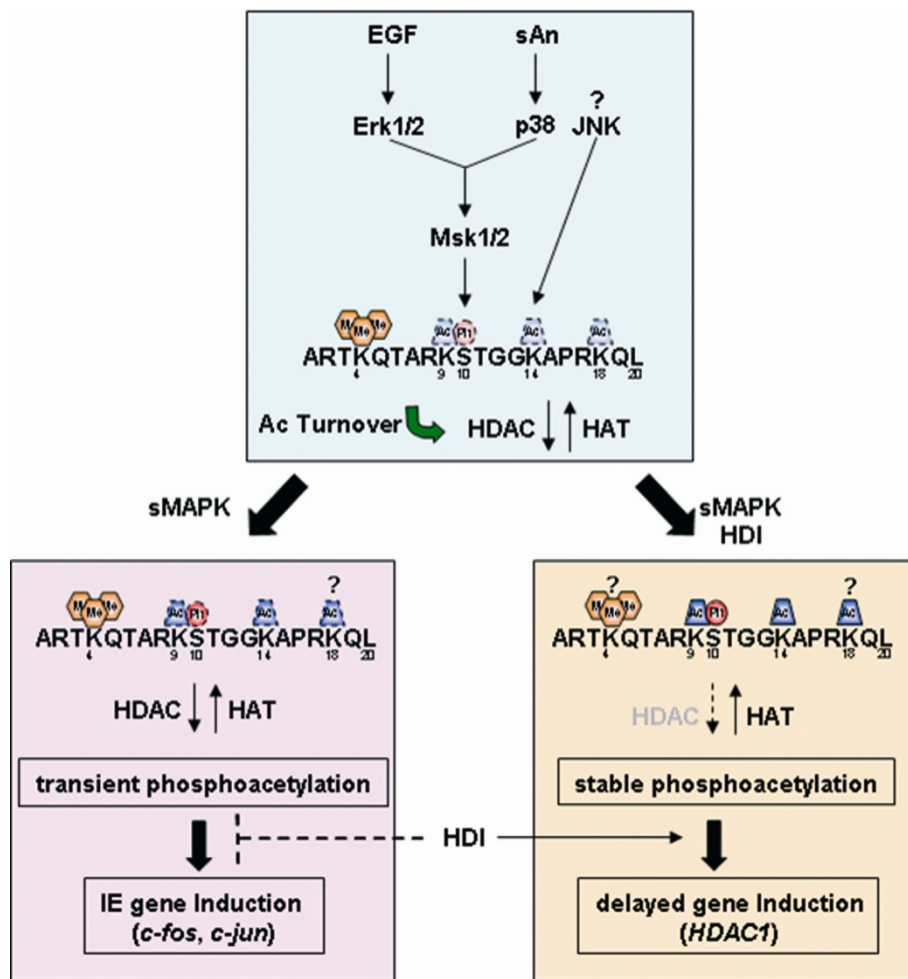 EGF
sAn
?
Erk1/2
p38
JNK
Msk1/2
M Me Me
Ac Ph
Ac
Ac
ARTKQTARKSTGGKAPRKQL
4 9 10 14 18 20
Ac Turnover
HDAC
HAT
sMAPK
sMAPK
HDI
?
M Me Me
Ac Ph
Ac
Ac
ARTKQTARKSTGGKAPRKQL
4 9 10 14 18 20
HDAC
HAT
transient phosphoacetylation
IE gene Induction
(c-fos, c-jun)
HDI
?
?
M Me Me
Ac Ph
Ac
Ac
ARTKQTARKSTGGKAPRKQL
4 9 10 14 18 20
HDAC
HAT
stable phosphoacetylation
delayed gene Induction
(HDAC1)